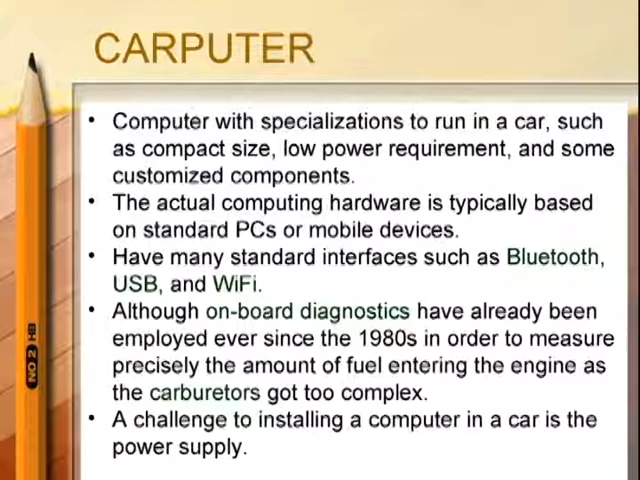 CARPUTER
• Computer with specializations to run in a car, such
as compact size, low power requirement, and some
customized components.
• The actual computing hardware is typically based
on standard PCs or mobile devices.
• Have many standard interfaces such as Bluetooth,
USB, and WiFi.
• Although on-board diagnostics have already been
employed ever since the 1980s in order to measure
precisely the amount of fuel entering the engine as
the carburetors got too complex.
• A challenge to installing a computer in a car is the
power supply.
NO 2 HB